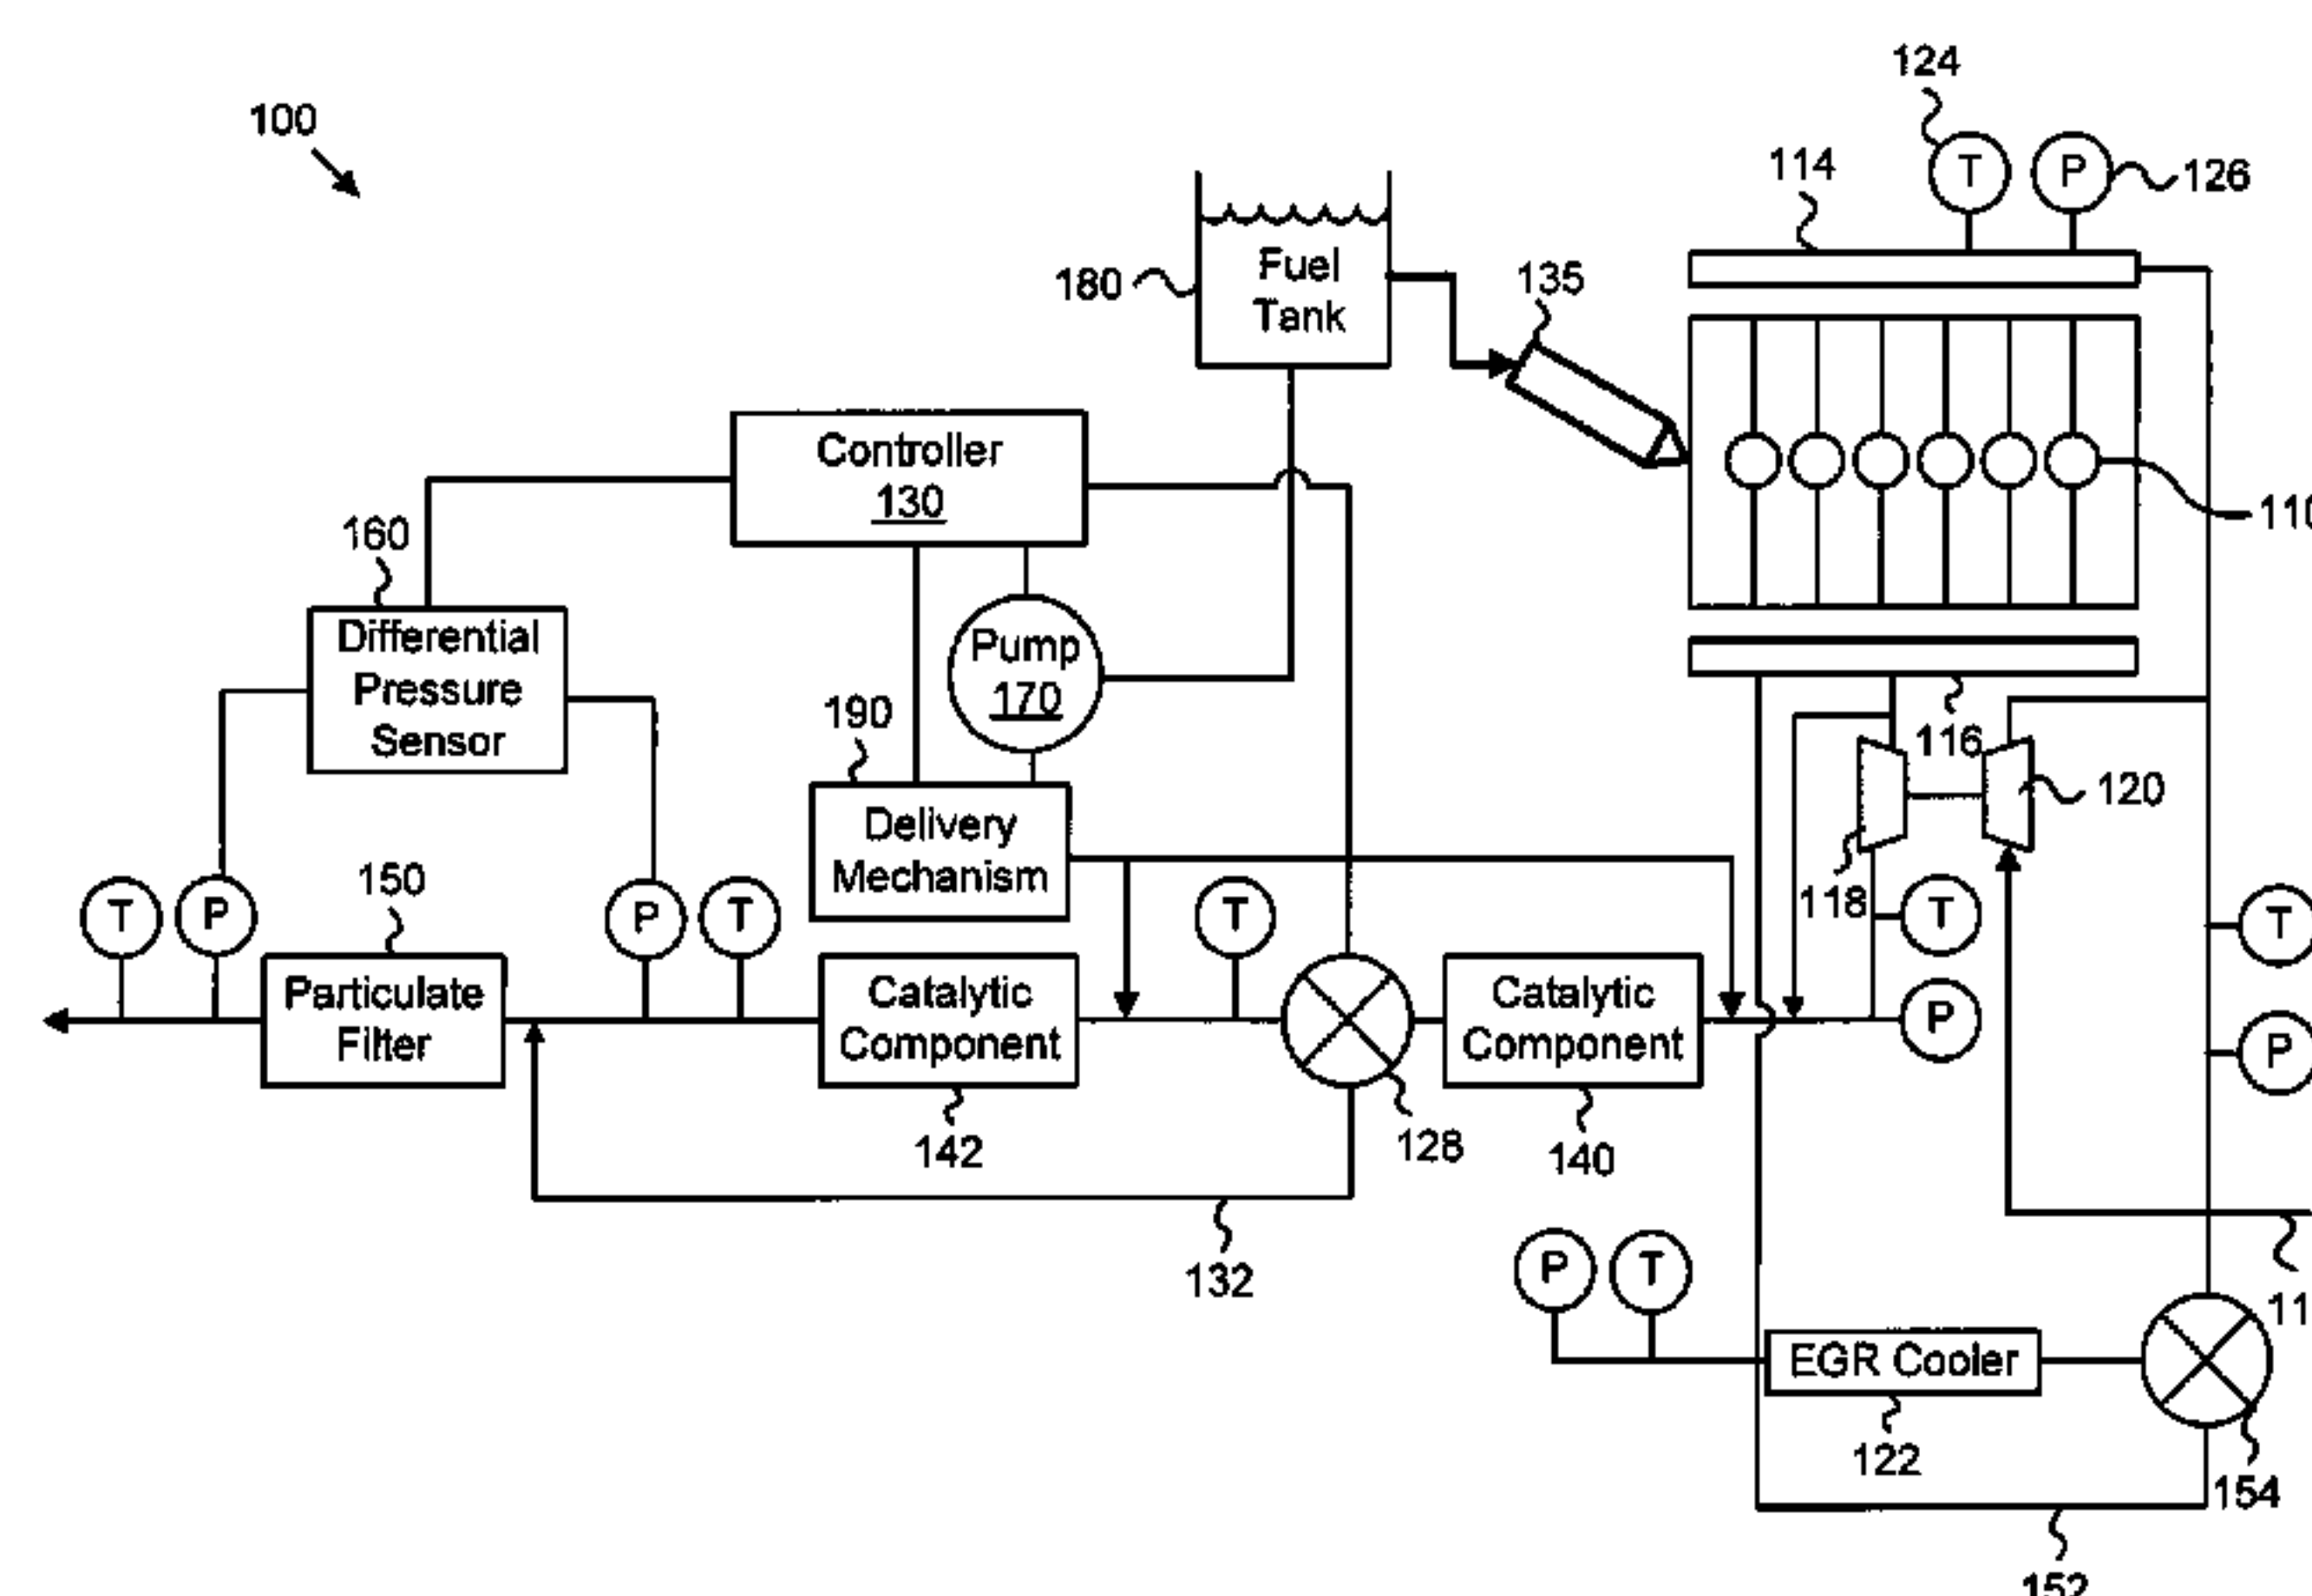 124
100
114
T
P
126
Fuel
Tank
180
135
Controller
130
110
160
Differential
Pressure
Sensor
Pump
170
190
116
120
Delivery
Mechanism
150
118
T
P
P
T
T
T
T
Particulate
Filter
Catalytic
Component
Catalytic
Component
P
P
142
128
140
132
P
T
11
EGR Cooler
122
154
152